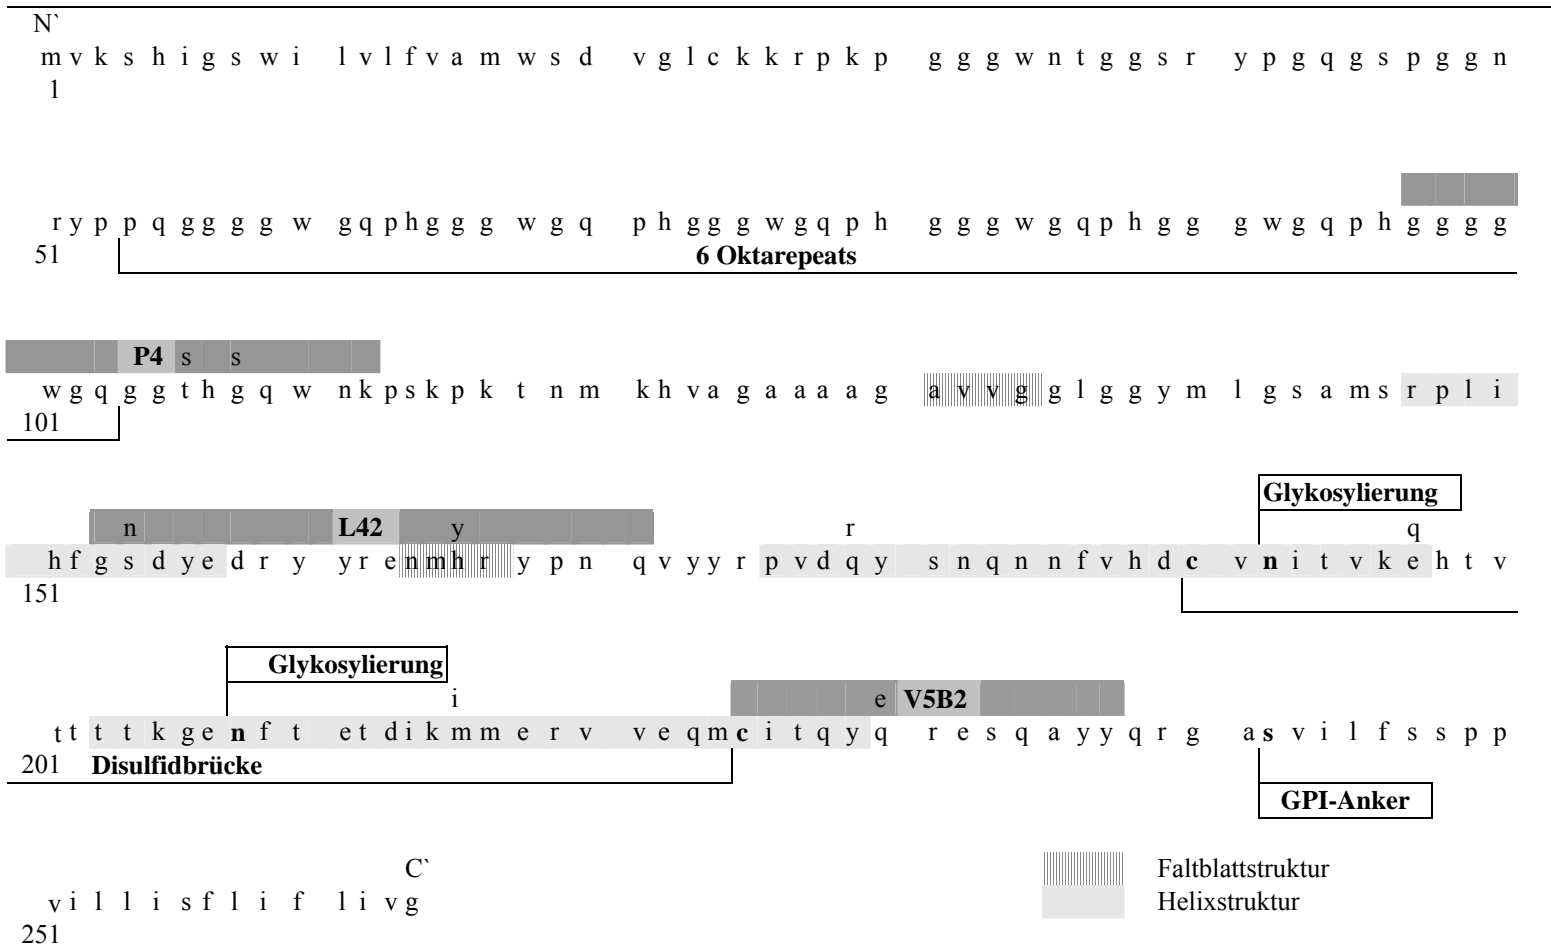 N`
m v k s h i g s w i l v l f v a m w s d v g l c k k r p k p g g g w n t g g s r y p g q g s p g g n
1
r y p p q g g g g w g q p h g g g w g q p h g g g w g q p h g g g w g q p h g g g w g q p h g g g g
51 6 Oktarepeats
P4 s s
w g q g g t h g q w n k p s k p k t n m k h v a g a a a a g a v v g g l g g y m l g s a m s r p l i
101
Glykosylierung
n L42 y r q
h f g s d y e d r y y r e n m h r y p n q v y y r p v d q y s n q n n f v h d c v n i t v k e h t v
151
Glykosylierung
i e V5B2
t t t t k g e n f t e t d i k m m e r v v e q m c i t q y q r e s q a y y q r g a s v i l f s s p p
201 Disulfidbrücke
GPI-Anker
C` Faltblattstruktur
v i l l i s f l i f l i v g Helixstruktur
251